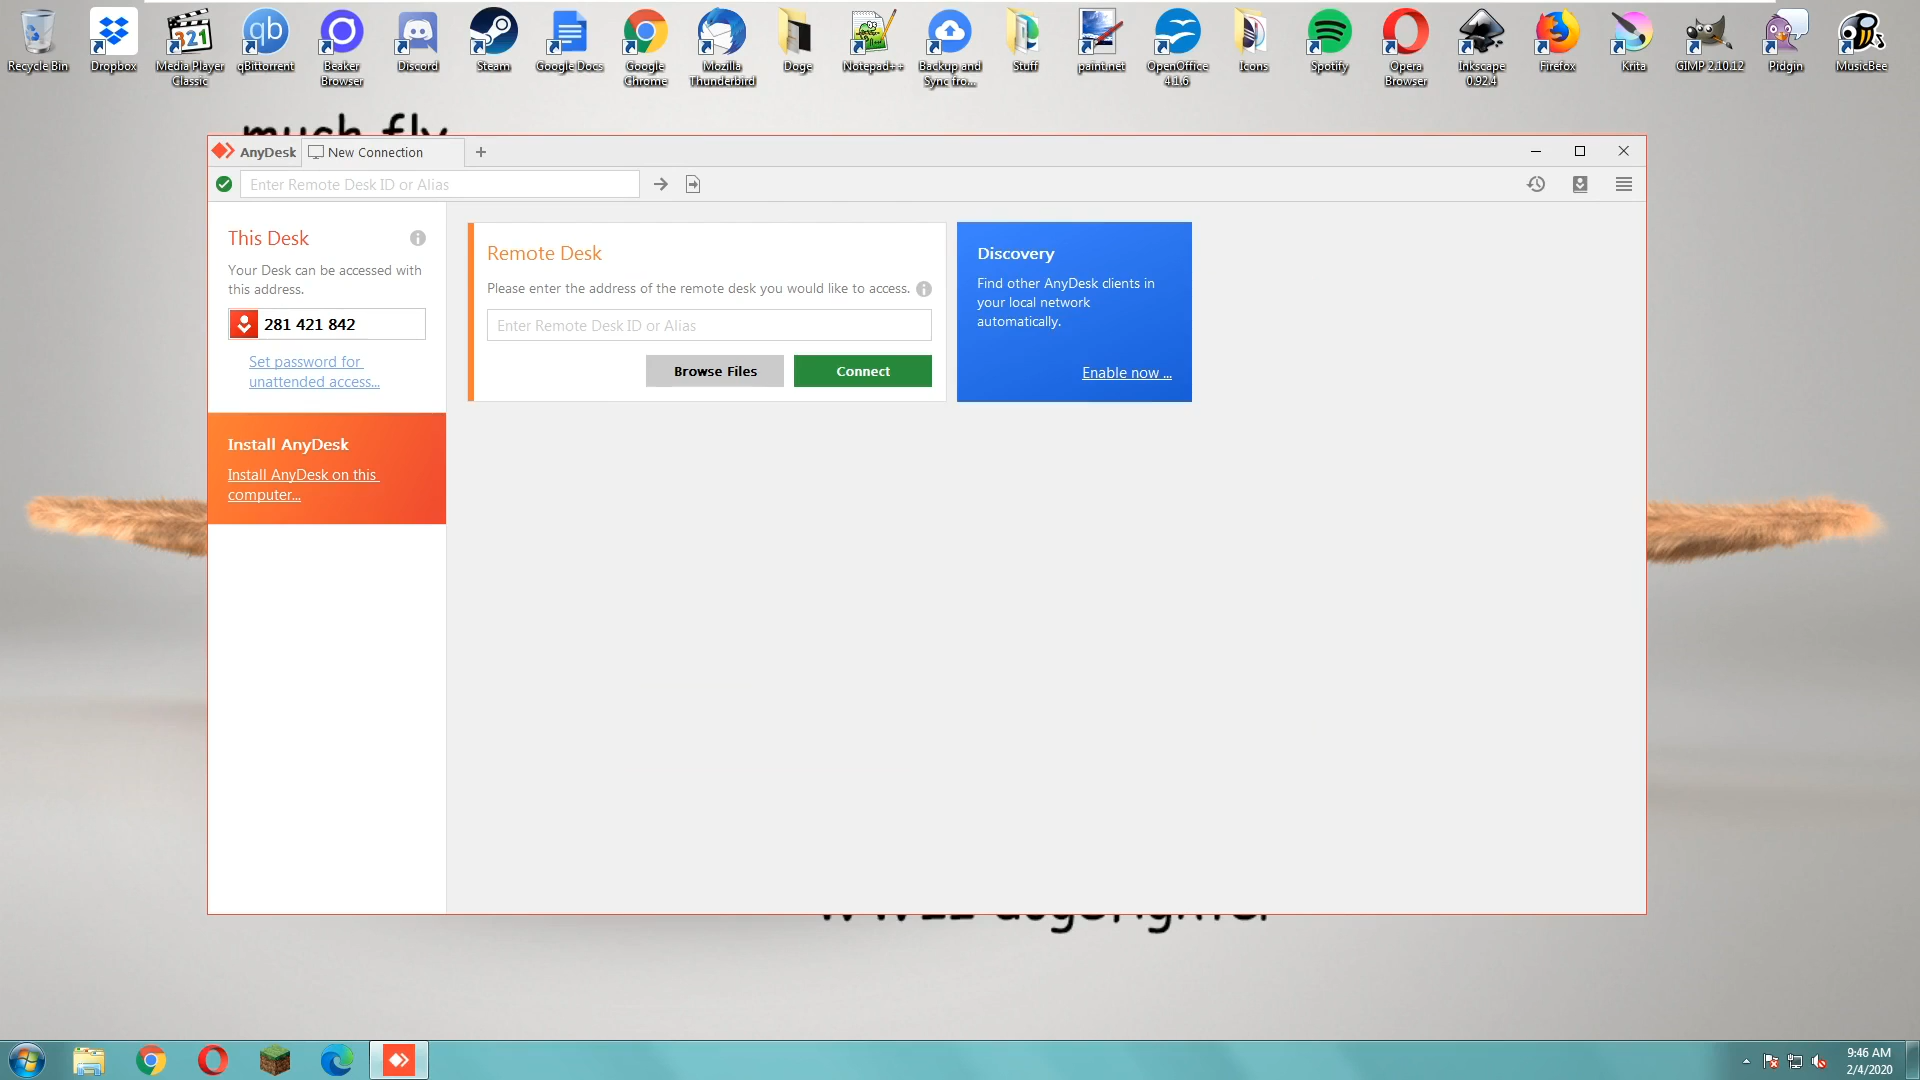 Recycle Bin
Dropbox
Media Player
Classic
qBittorrent
Beaker
Browser
Discord
Steam
Google Docs
Google
Chrome
Mozilla
Thunderbird
Doge
Notepad++
Backup and
Sync fro...
Stuff
paint.net
OpenOffice
4.1.6
Icons
Spotify
Opera
Browser
Inkscape
0.92.4
Firefox
Krita
GIMP 2.10.12
Pidgin
MusicBee
much fly
AnyDesk
New Connection
Enter Remote Desk ID or Alias
This Desk
Your Desk can be accessed with
this address.
281 421 842
Set password for
unattended access...
Install AnyDesk
Install AnyDesk on this
computer...
Remote Desk
Please enter the address of the remote desk you would like to access.
Enter Remote Desk ID or Alias
Browse Files
Connect
Discovery
Find other AnyDesk clients in
your local network
automatically.
Enable now ...
9:46 AM
2/4/2020